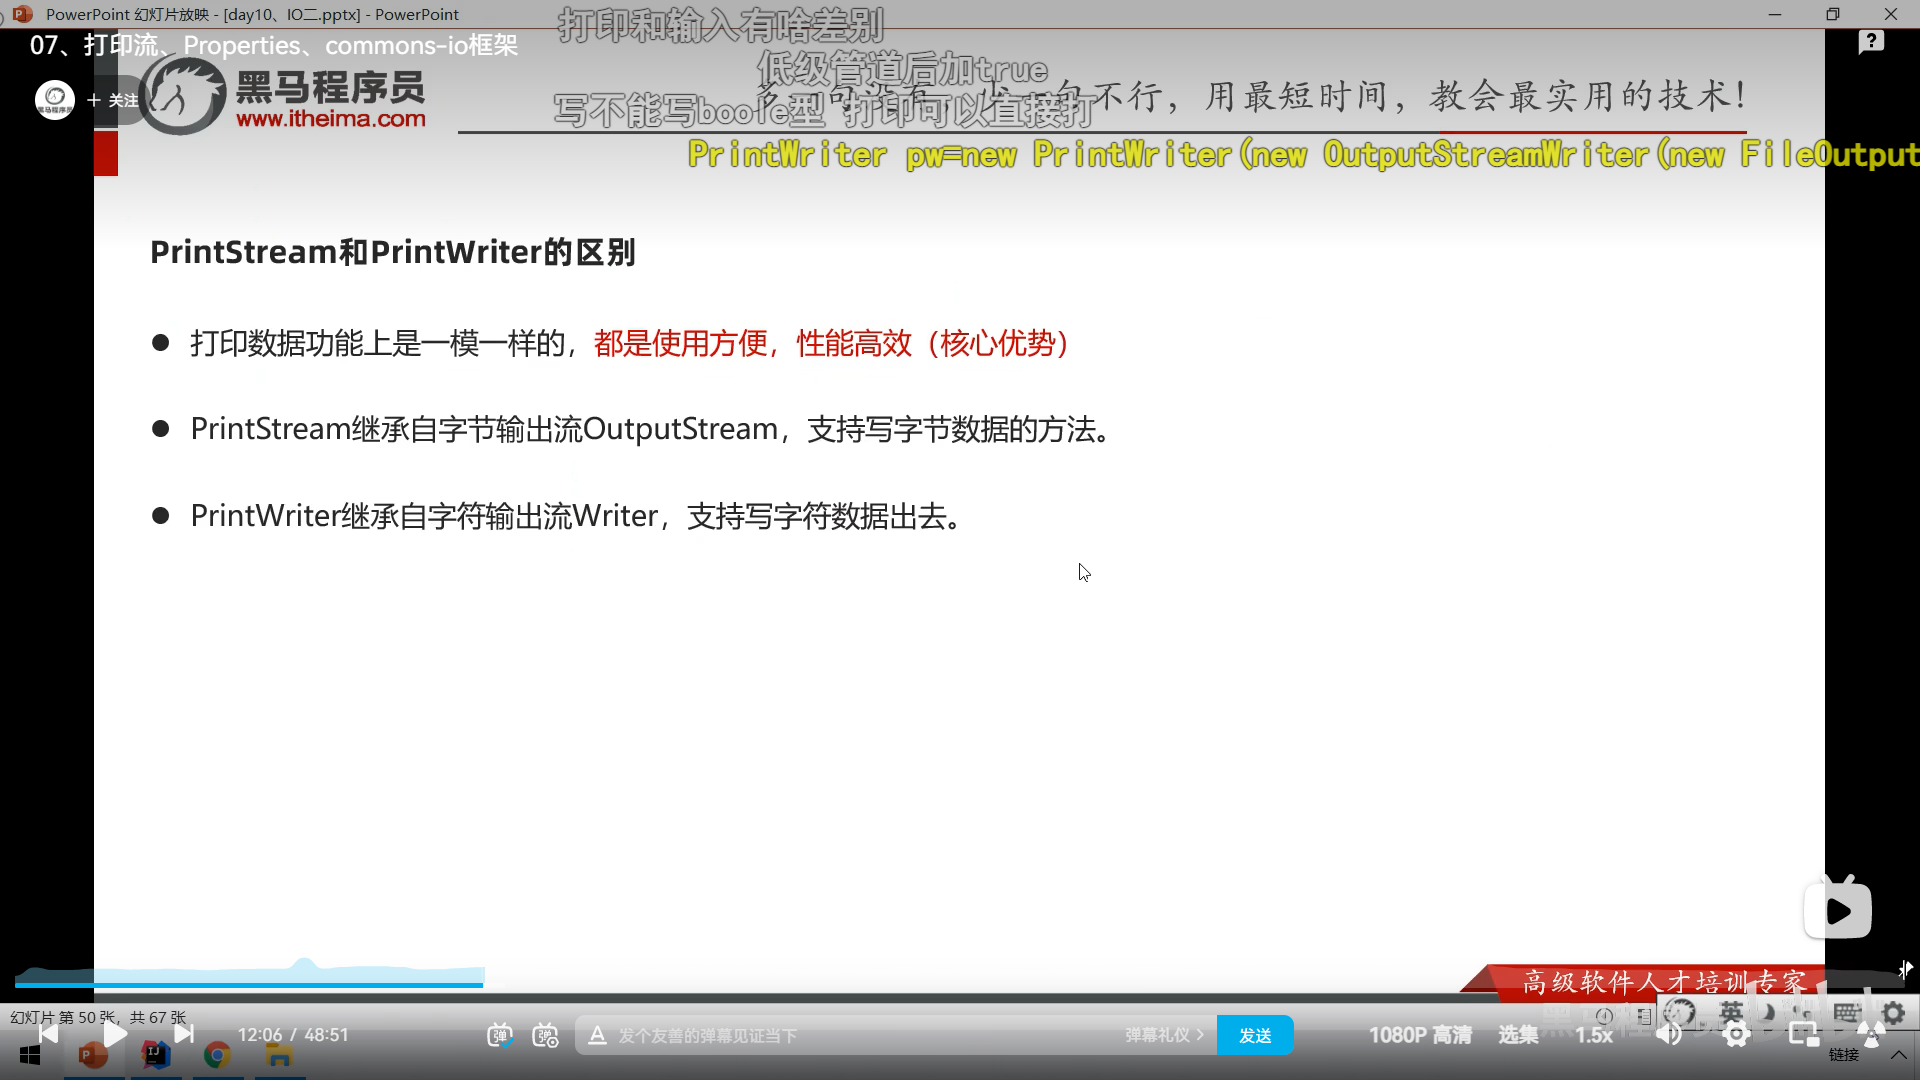 PowerPoint 幻灯片放映 - [day10、IO二.pptx] - PowerPoint
打印和输入有啥差别
07、打印流、Properties、commons-io框架
低级管道后加true
+ 关注
黑马程序员
www.itheima.com
不行，用最短时间，教会最实用的技术！
写不能写boole型 打印可以直接打
PrintWriter pw=new PrintWriter(new OutputStreamWriter(new FileOutput
PrintStream和PrintWriter的区别
打印数据功能上是一模一样的，都是使用方便，性能高效（核心优势）
PrintStream继承自字节输出流OutputStream，支持写字节数据的方法。
PrintWriter继承自字符输出流Writer，支持写字符数据出去。
高级软件人才培训专家
幻灯片 第 50 张，共 67 张
英
12:06 / 48:51
弹
弹
A 发个友善的弹幕见证当下
弹幕礼仪 >
发送
1080P 高清
选集
1.5x
链接